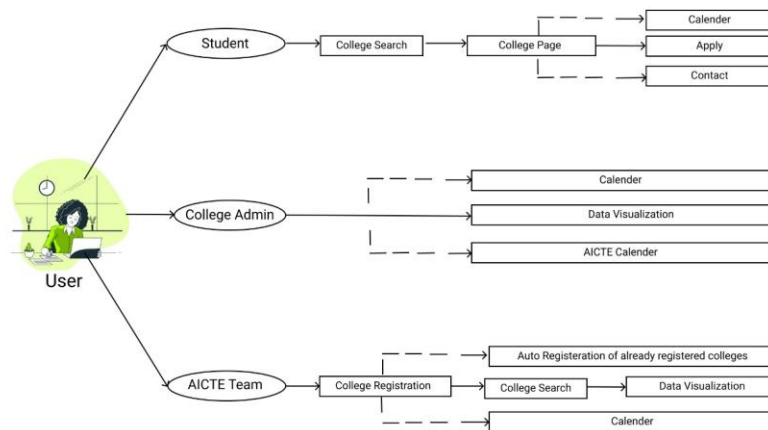 Calender
Student
College Search
College Page
Apply
Contact
Calender
College Admin
Data Visualization
AICTE Calender
User
Auto Registeration of already registered colleges
AICTE Team
College Registration
College Search
Data Visualization
Calender